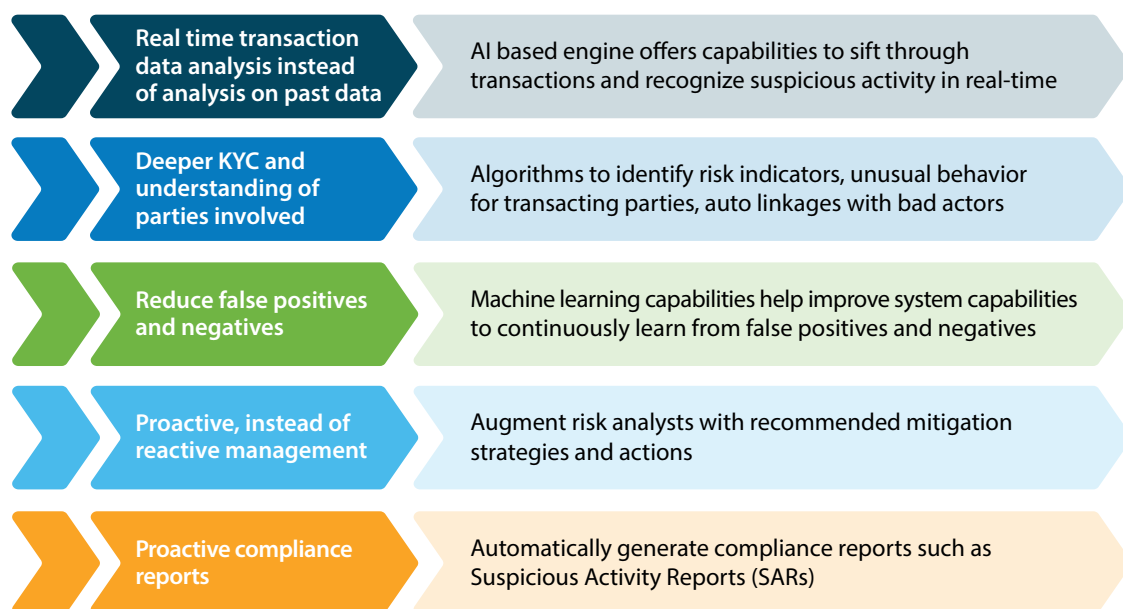 Real time transaction
data analysis instead
of analysis on past data
AI based engine offers capabilities to sift through
transactions and recognize suspicious activity in real-time
Deeper KYC and
understanding of
parties involved
Algorithms to identify risk indicators, unusual behavior
for transacting parties, auto linkages with bad actors
Reduce false positives
and negatives
Machine learning capabilities help improve system capabilities
to continuously learn from false positives and negatives
Proactive, instead of
reactive management
Augment risk analysts with recommended mitigation
strategies and actions
Proactive compliance
reports
Automatically generate compliance reports such as
Suspicious Activity Reports (SARs)